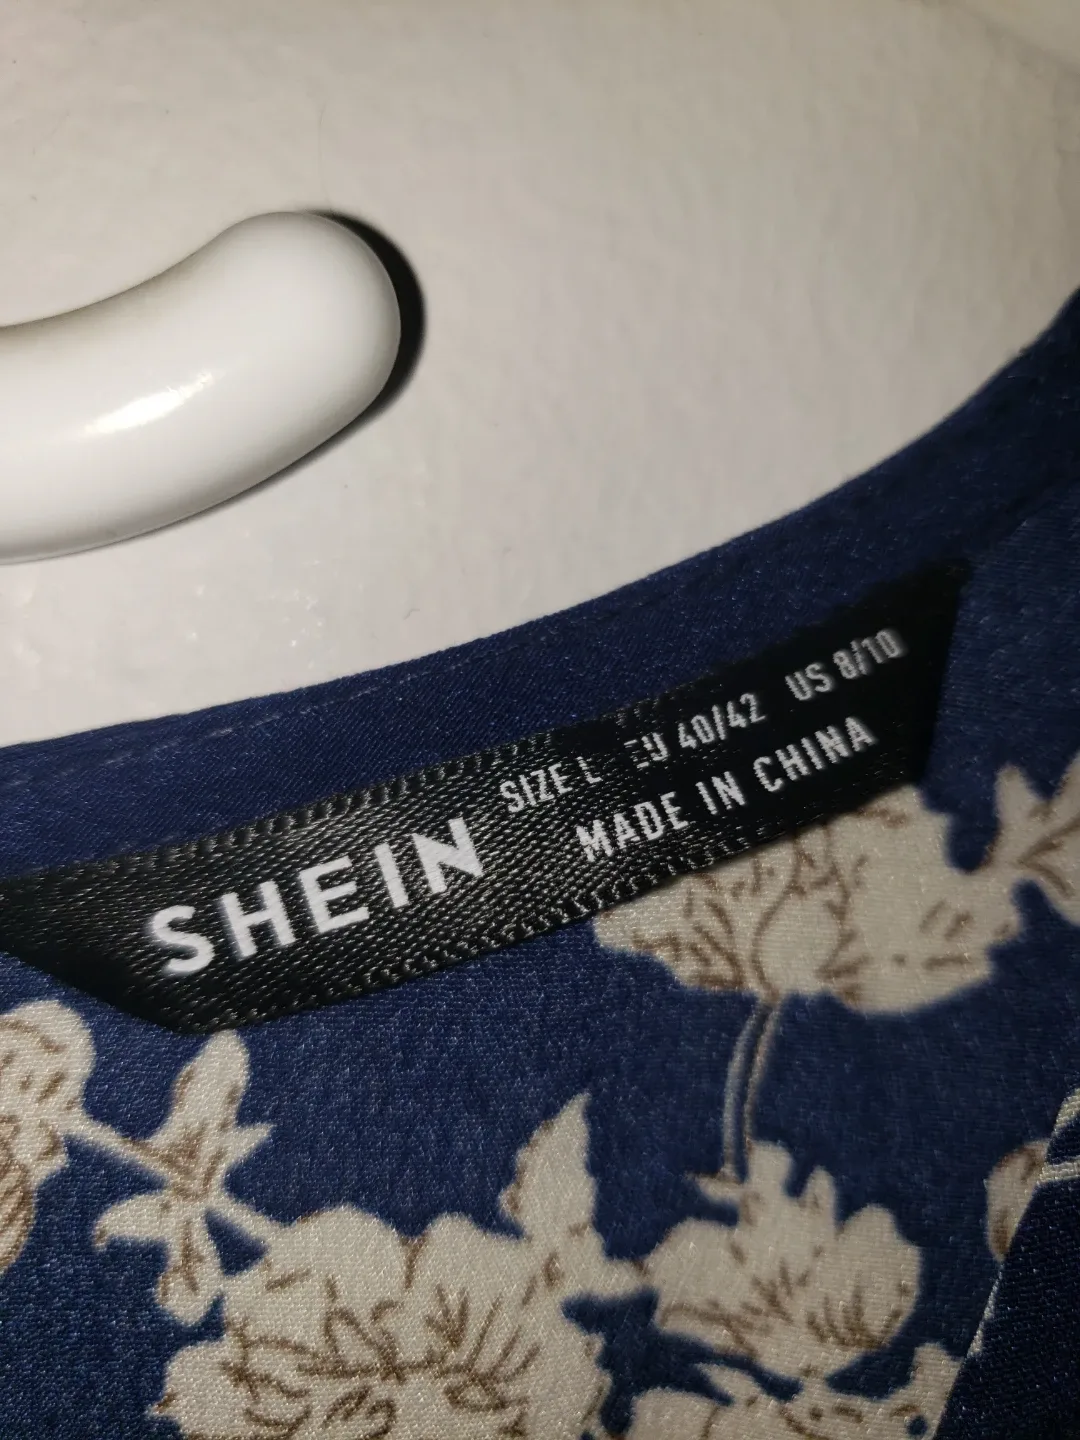 SHEIN
SIZE L EU 40/42 US 8/10
MADE IN CHINA